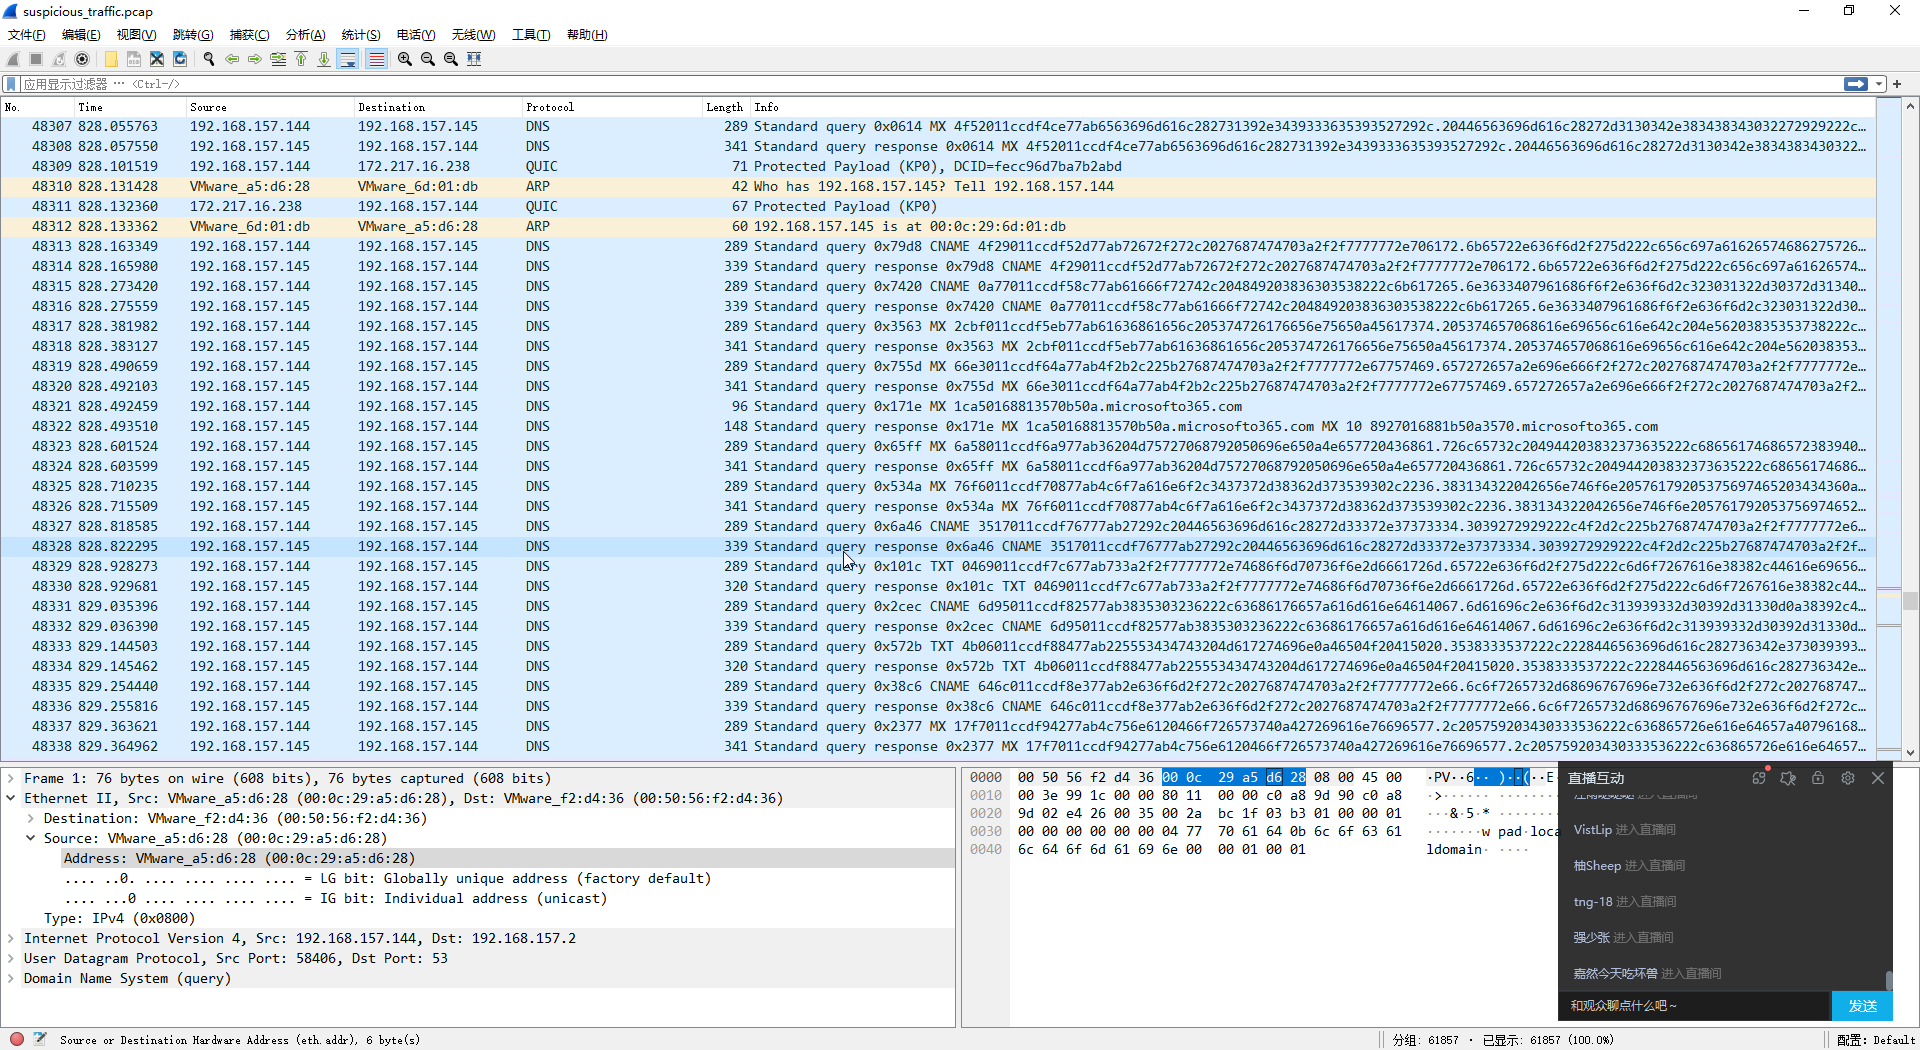 suspicious_traffic.pcap
文件(F) 编辑(E) 视图(V) 跳转(G) 捕获(C) 分析(A) 统计(S) 电话(Y) 无线(W) 工具(T) 帮助(H)
应用显示过滤器 … <Ctrl-/>
No. Time Source Destination Protocol Length Info
48307 828.055763 192.168.157.144 192.168.157.145 DNS 289 Standard query 0x0614 MX 4f52011ccdf4ce77ab6563696d616c282731392e3439333635393527292c.20446563696d616c28272d3130342e383438343032272929222c…
48308 828.057550 192.168.157.145 192.168.157.144 DNS 341 Standard query response 0x0614 MX 4f52011ccdf4ce77ab6563696d616c282731392e3439333635393527292c.20446563696d616c28272d3130342e3834383430322…
48309 828.101519 192.168.157.144 172.217.16.238 QUIC 71 Protected Payload (KP0), DCID=fecc96d7ba7b2abd
48310 828.131428 VMware_a5:d6:28 VMware_6d:01:db ARP 42 Who has 192.168.157.145? Tell 192.168.157.144
48311 828.132360 172.217.16.238 192.168.157.144 QUIC 67 Protected Payload (KP0)
48312 828.133362 VMware_6d:01:db VMware_a5:d6:28 ARP 60 192.168.157.145 is at 00:0c:29:6d:01:db
48313 828.163349 192.168.157.144 192.168.157.145 DNS 289 Standard query 0x79d8 CNAME 4f29011ccdf52d77ab72672f272c2027687474703a2f2f7777772e706172.6b65722e636f6d2f275d222c656c697a61626574686275726…
48314 828.165980 192.168.157.145 192.168.157.144 DNS 339 Standard query response 0x79d8 CNAME 4f29011ccdf52d77ab72672f272c2027687474703a2f2f7777772e706172.6b65722e636f6d2f275d222c656c697a61626574…
48315 828.273420 192.168.157.144 192.168.157.145 DNS 289 Standard query 0x7420 CNAME 0a77011ccdf58c77ab61666f72742c204849203836303538222c6b617265.6e3633407961686f6f2e636f6d2c323031322d30372d31340…
48316 828.275559 192.168.157.145 192.168.157.144 DNS 339 Standard query response 0x7420 CNAME 0a77011ccdf58c77ab61666f72742c204849203836303538222c6b617265.6e3633407961686f6f2e636f6d2c323031322d30…
48317 828.381982 192.168.157.144 192.168.157.145 DNS 289 Standard query 0x3563 MX 2cbf011ccdf5eb77ab61636861656c205374726176656e75650a45617374.205374657068616e69656c616e642c204e56203835353738222c…
48318 828.383127 192.168.157.145 192.168.157.144 DNS 341 Standard query response 0x3563 MX 2cbf011ccdf5eb77ab61636861656c205374726176656e75650a45617374.205374657068616e69656c616e642c204e562038353…
48319 828.490659 192.168.157.144 192.168.157.145 DNS 289 Standard query 0x755d MX 66e3011ccdf64a77ab4f2b2c225b27687474703a2f2f7777772e67757469.657272657a2e696e666f2f272c2027687474703a2f2f7777772e…
48320 828.492103 192.168.157.145 192.168.157.144 DNS 341 Standard query response 0x755d MX 66e3011ccdf64a77ab4f2b2c225b27687474703a2f2f7777772e67757469.657272657a2e696e666f2f272c2027687474703a2f2…
48321 828.492459 192.168.157.144 192.168.157.145 DNS 96 Standard query 0x171e MX 1ca50168813570b50a.microsofto365.com
48322 828.493510 192.168.157.145 192.168.157.144 DNS 148 Standard query response 0x171e MX 1ca50168813570b50a.microsofto365.com MX 10 8927016881b50a3570.microsofto365.com
48323 828.601524 192.168.157.144 192.168.157.145 DNS 289 Standard query 0x65ff MX 6a58011ccdf6a977ab36204d75727068792050696e650a4e657720436861.726c65732c204944203832373635222c68656174686572383940…
48324 828.603599 192.168.157.145 192.168.157.144 DNS 341 Standard query response 0x65ff MX 6a58011ccdf6a977ab36204d75727068792050696e650a4e657720436861.726c65732c204944203832373635222c68656174686…
48325 828.710235 192.168.157.144 192.168.157.145 DNS 289 Standard query 0x534a MX 76f6011ccdf70877ab4c6f7a616e6f2c3437372d38362d373539302c2236.383134322042656e746f6e20576179205375697465203434360a…
48326 828.715509 192.168.157.145 192.168.157.144 DNS 341 Standard query response 0x534a MX 76f6011ccdf70877ab4c6f7a616e6f2c3437372d38362d373539302c2236.383134322042656e746f6e205761792053756974652…
48327 828.818585 192.168.157.144 192.168.157.145 DNS 289 Standard query 0x6a46 CNAME 3517011ccdf76777ab27292c20446563696d616c28272d33372e37373334.3039272929222c4f2d2c225b27687474703a2f2f7777772e6…
48328 828.822295 192.168.157.145 192.168.157.144 DNS 339 Standard query response 0x6a46 CNAME 3517011ccdf76777ab27292c20446563696d616c28272d33372e37373334.3039272929222c4f2d2c225b27687474703a2f2f…
48329 828.928273 192.168.157.144 192.168.157.145 DNS 289 Standard query 0x101c TXT 0469011ccdf7c677ab733a2f2f7777772e74686f6d70736f6e2d6661726d.65722e636f6d2f275d222c6d6f7267616e38382c44616e69656…
48330 828.929681 192.168.157.145 192.168.157.144 DNS 320 Standard query response 0x101c TXT 0469011ccdf7c677ab733a2f2f7777772e74686f6d70736f6e2d6661726d.65722e636f6d2f275d222c6d6f7267616e38382c44…
48331 829.035396 192.168.157.144 192.168.157.145 DNS 289 Standard query 0x2cec CNAME 6d95011ccdf82577ab3835303236222c63686176657a616d616e64614067.6d61696c2e636f6d2c313939332d30392d31330d0a38392c4…
48332 829.036390 192.168.157.145 192.168.157.144 DNS 339 Standard query response 0x2cec CNAME 6d95011ccdf82577ab3835303236222c63686176657a616d616e64614067.6d61696c2e636f6d2c313939332d30392d31330d…
48333 829.144503 192.168.157.144 192.168.157.145 DNS 289 Standard query 0x572b TXT 4b06011ccdf88477ab225553434743204d617274696e0a46504f20415020.3538333537222c2228446563696d616c282736342e373039393…
48334 829.145462 192.168.157.145 192.168.157.144 DNS 320 Standard query response 0x572b TXT 4b06011ccdf88477ab225553434743204d617274696e0a46504f20415020.3538333537222c2228446563696d616c282736342e…
48335 829.254440 192.168.157.144 192.168.157.145 DNS 289 Standard query 0x38c6 CNAME 646c011ccdf8e377ab2e636f6d2f272c2027687474703a2f2f7777772e66.6c6f7265732d68696767696e732e636f6d2f272c202768747…
48336 829.255816 192.168.157.145 192.168.157.144 DNS 339 Standard query response 0x38c6 CNAME 646c011ccdf8e377ab2e636f6d2f272c2027687474703a2f2f7777772e66.6c6f7265732d68696767696e732e636f6d2f272c…
48337 829.363621 192.168.157.144 192.168.157.145 DNS 289 Standard query 0x2377 MX 17f7011ccdf94277ab4c756e6120466f726573740a427269616e76696577.2c205759203430333536222c636865726e616e64657a40796168…
48338 829.364962 192.168.157.145 192.168.157.144 DNS 341 Standard query response 0x2377 MX 17f7011ccdf94277ab4c756e6120466f726573740a427269616e76696577.2c205759203430333536222c636865726e616e64657…
Frame 1: 76 bytes on wire (608 bits), 76 bytes captured (608 bits)
Ethernet II, Src: VMware_a5:d6:28 (00:0c:29:a5:d6:28), Dst: VMware_f2:d4:36 (00:50:56:f2:d4:36)
Destination: VMware_f2:d4:36 (00:50:56:f2:d4:36)
Source: VMware_a5:d6:28 (00:0c:29:a5:d6:28)
Address: VMware_a5:d6:28 (00:0c:29:a5:d6:28)
.... ..0. .... .... .... .... = LG bit: Globally unique address (factory default)
.... ...0 .... .... .... .... = IG bit: Individual address (unicast)
Type: IPv4 (0x0800)
Internet Protocol Version 4, Src: 192.168.157.144, Dst: 192.168.157.2
User Datagram Protocol, Src Port: 58406, Dst Port: 53
Domain Name System (query)
0000 00 50 56 f2 d4 36 00 0c 29 a5 d6 28 08 00 45 00 ·PV··6·· )··(··E·
0010 00 3e 99 1c 00 00 80 11 00 00 c0 a8 9d 90 c0 a8 ·>······ ········
0020 9d 02 e4 26 00 35 00 2a bc 1f 03 b3 01 00 00 01 ···&·5·* ········
0030 00 00 00 00 00 00 04 77 70 61 64 0b 6c 6f 63 61 ·······w pad·loca
0040 6c 64 6f 6d 61 69 6e 00 00 01 00 01 ldomain· ····
直播互动
进入直播间
VistLip 进入直播间
柚Sheep 进入直播间
tng-18 进入直播间
强少张 进入直播间
嘉然今天吃坏兽 进入直播间
和观众聊点什么吧~
发送
Source or Destination Hardware Address (eth.addr), 6 byte(s)
分组: 61857 · 已显示: 61857 (100.0%)
配置: Default